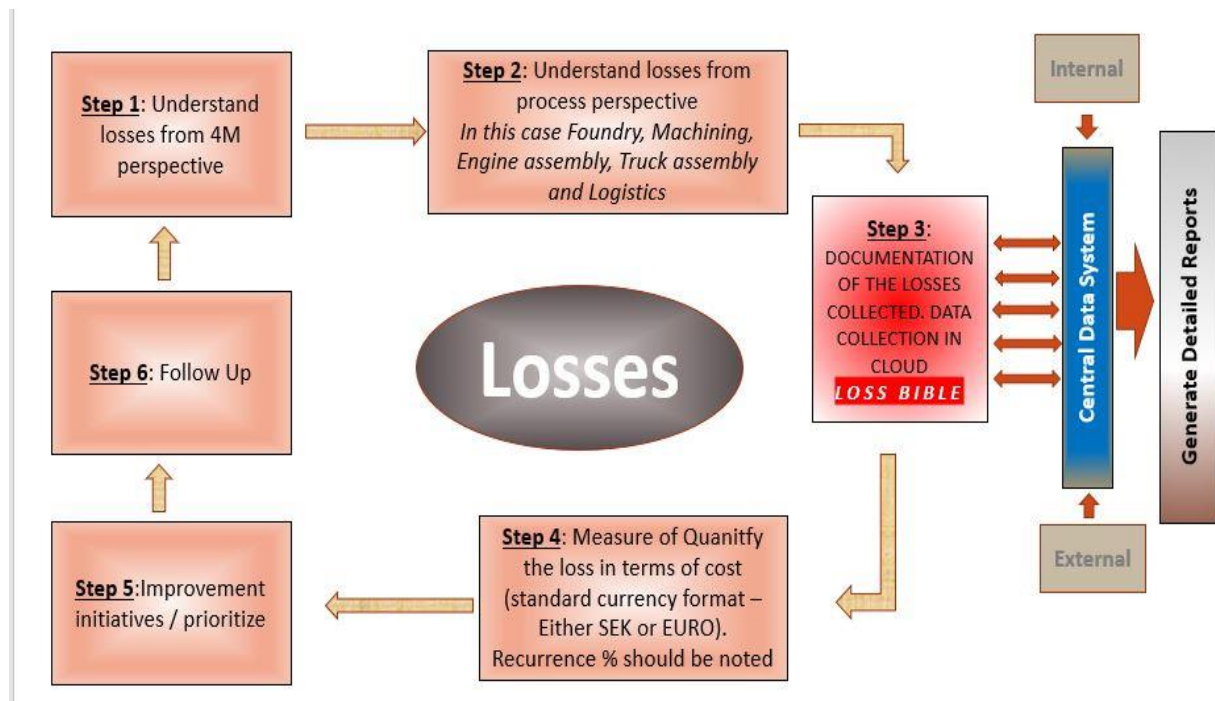 Step 1: Understand
losses from 4M
perspective
Step 2: Understand losses from
process perspective
In this case Foundry, Machining,
Engine assembly, Truck assembly
and Logistics
Step 3:
DOCUMENTATION
OF THE LOSSES
COLLECTED. DATA
COLLECTION IN
CLOUD
LOSS BIBLE
Internal
Central Data System
External
Generate Detailed Reports
Losses
Step 4: Measure of Quanitfy
the loss in terms of cost
(standard currency format –
Either SEK or EURO).
Recurrence % should be noted
Step 5:Improvement
initiatives / prioritize
Step 6: Follow Up